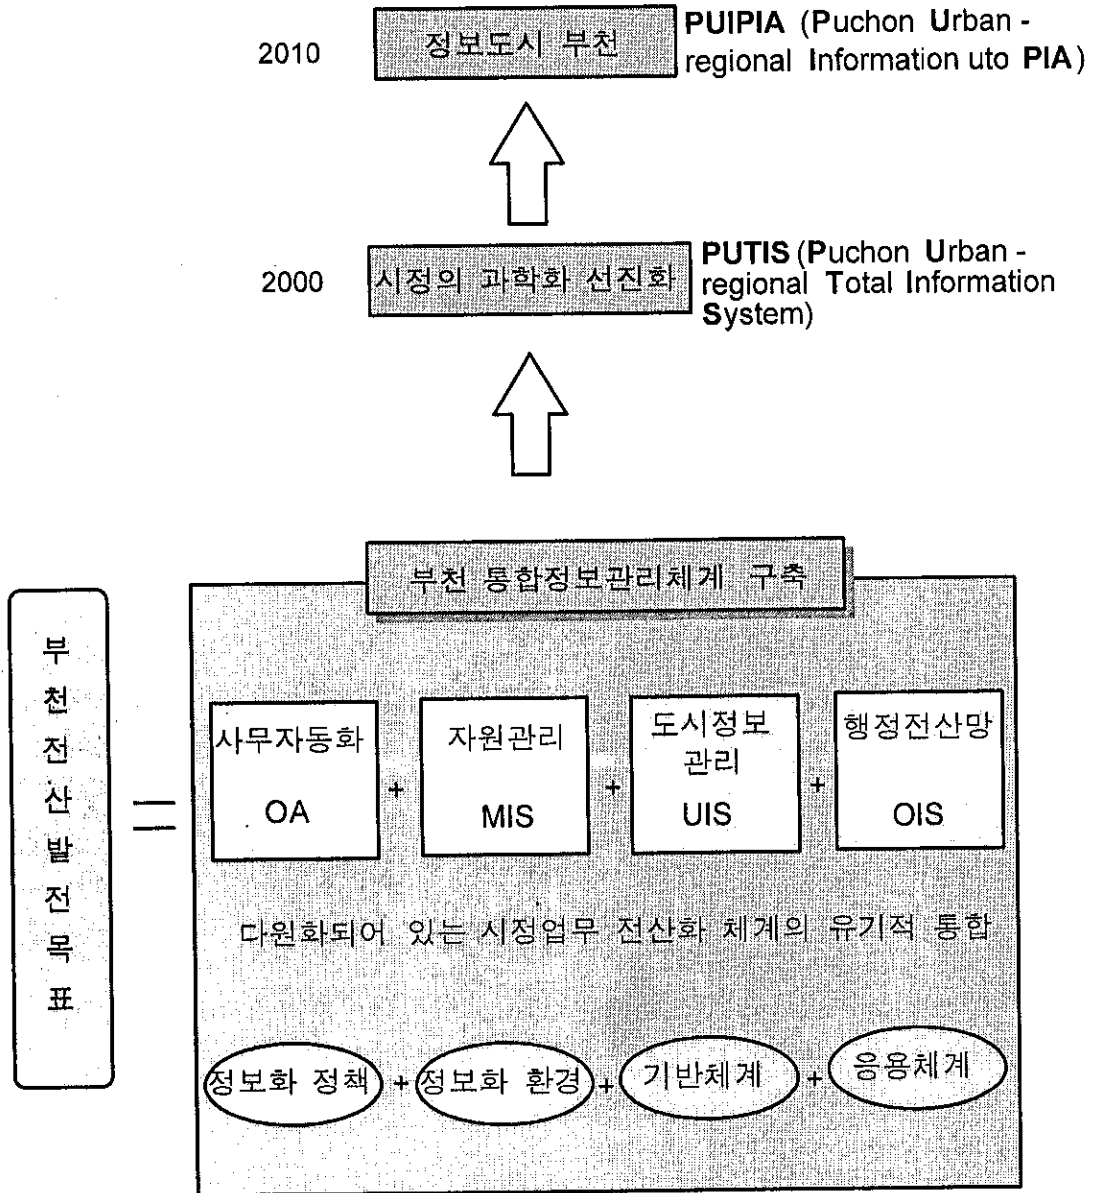 2010
정보도시 부천
PUIPIA (Puchon Urban -
regional Information uto PIA)
2000
시정의 과학화 선진화
PUTIS (Puchon Urban -
regional Total Information
System)
부천 통합정보관리체계 구축
부
천
전
산
발
전
목
표
=
사무자동화
OA
+
자원관리
MIS
+
도시정보
관리
UIS
+
행정전산망
OIS
다원화되어 있는 시정업무 전산화 체계의 유기적 통합
정보화 정책 + 정보화 환경 + 기반체계 + 응용체계